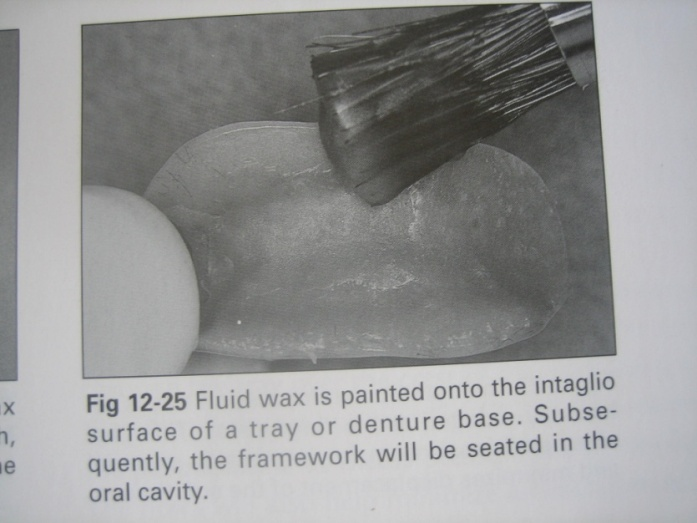 Fig 12-25 Fluid wax is painted onto the intaglio
surface of a tray or denture base. Subse-
quently, the framework will be seated in the
oral cavity.